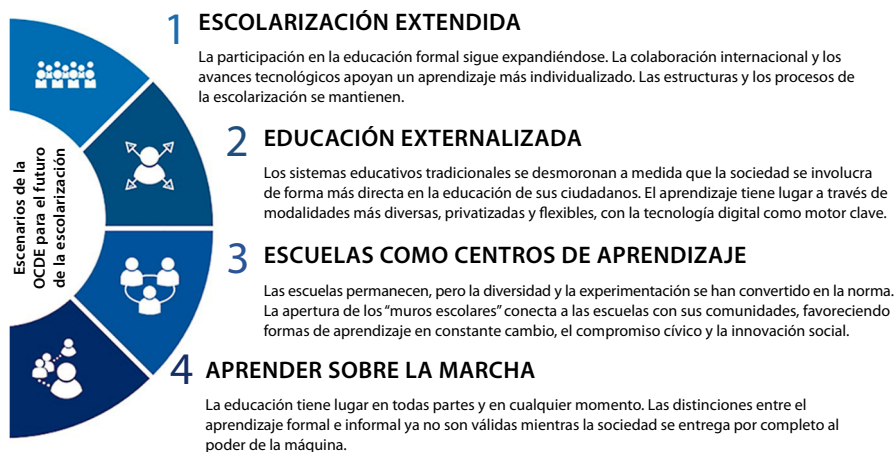 Escenarios de la
OCDE para el futuro
de la escolarización
1 ESCOLARIZACIÓN EXTENDIDA
La participación en la educación formal sigue expandiéndose. La colaboración internacional y los
avances tecnológicos apoyan un aprendizaje más individualizado. Las estructuras y los procesos de
la escolarización se mantienen.
2 EDUCACIÓN EXTERNALIZADA
Los sistemas educativos tradicionales se desmoronan a medida que la sociedad se involucra
de forma más directa en la educación de sus ciudadanos. El aprendizaje tiene lugar a través de
modalidades más diversas, privatizadas y flexibles, con la tecnología digital como motor clave.
3 ESCUELAS COMO CENTROS DE APRENDIZAJE
Las escuelas permanecen, pero la diversidad y la experimentación se han convertido en la norma.
La apertura de los “muros escolares” conecta a las escuelas con sus comunidades, favoreciendo
formas de aprendizaje en constante cambio, el compromiso cívico y la innovación social.
4 APRENDER SOBRE LA MARCHA
La educación tiene lugar en todas partes y en cualquier momento. Las distinciones entre el
aprendizaje formal e informal ya no son válidas mientras la sociedad se entrega por completo al
poder de la máquina.